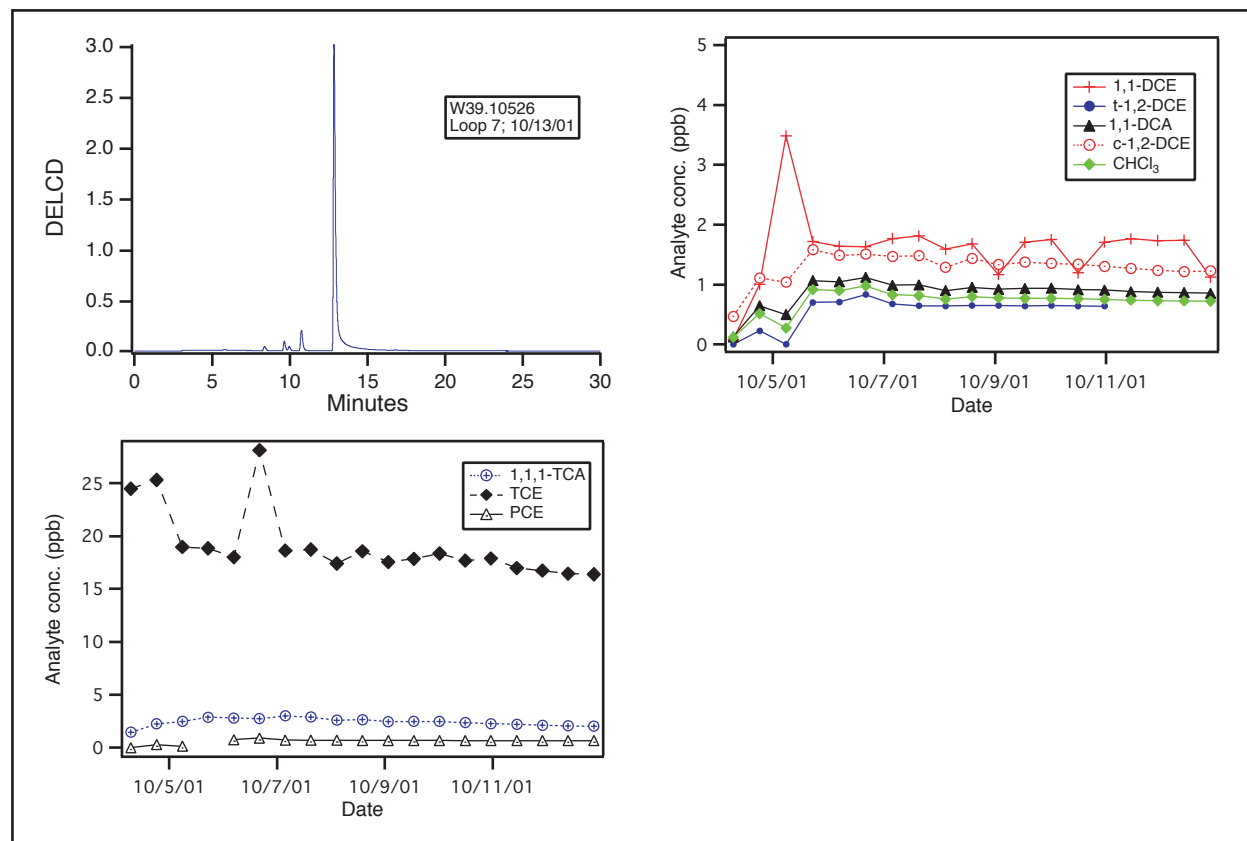 3.0
2.5
2.0
1.5
1.0
0.5
0.0
DELCD
W39.10526
Loop 7; 10/13/01
0 5 10 15 20 25 30
Minutes
5
4
3
2
1
0
Analyte conc. (ppb)
1,1-DCE
t-1,2-DCE
1,1-DCA
c-1,2-DCE
CHCl₃
10/5/01 10/7/01 10/9/01 10/11/01
Date
25
20
15
10
5
0
Analyte conc. (ppb)
1,1,1-TCA
TCE
PCE
10/5/01 10/7/01 10/9/01 10/11/01
Date